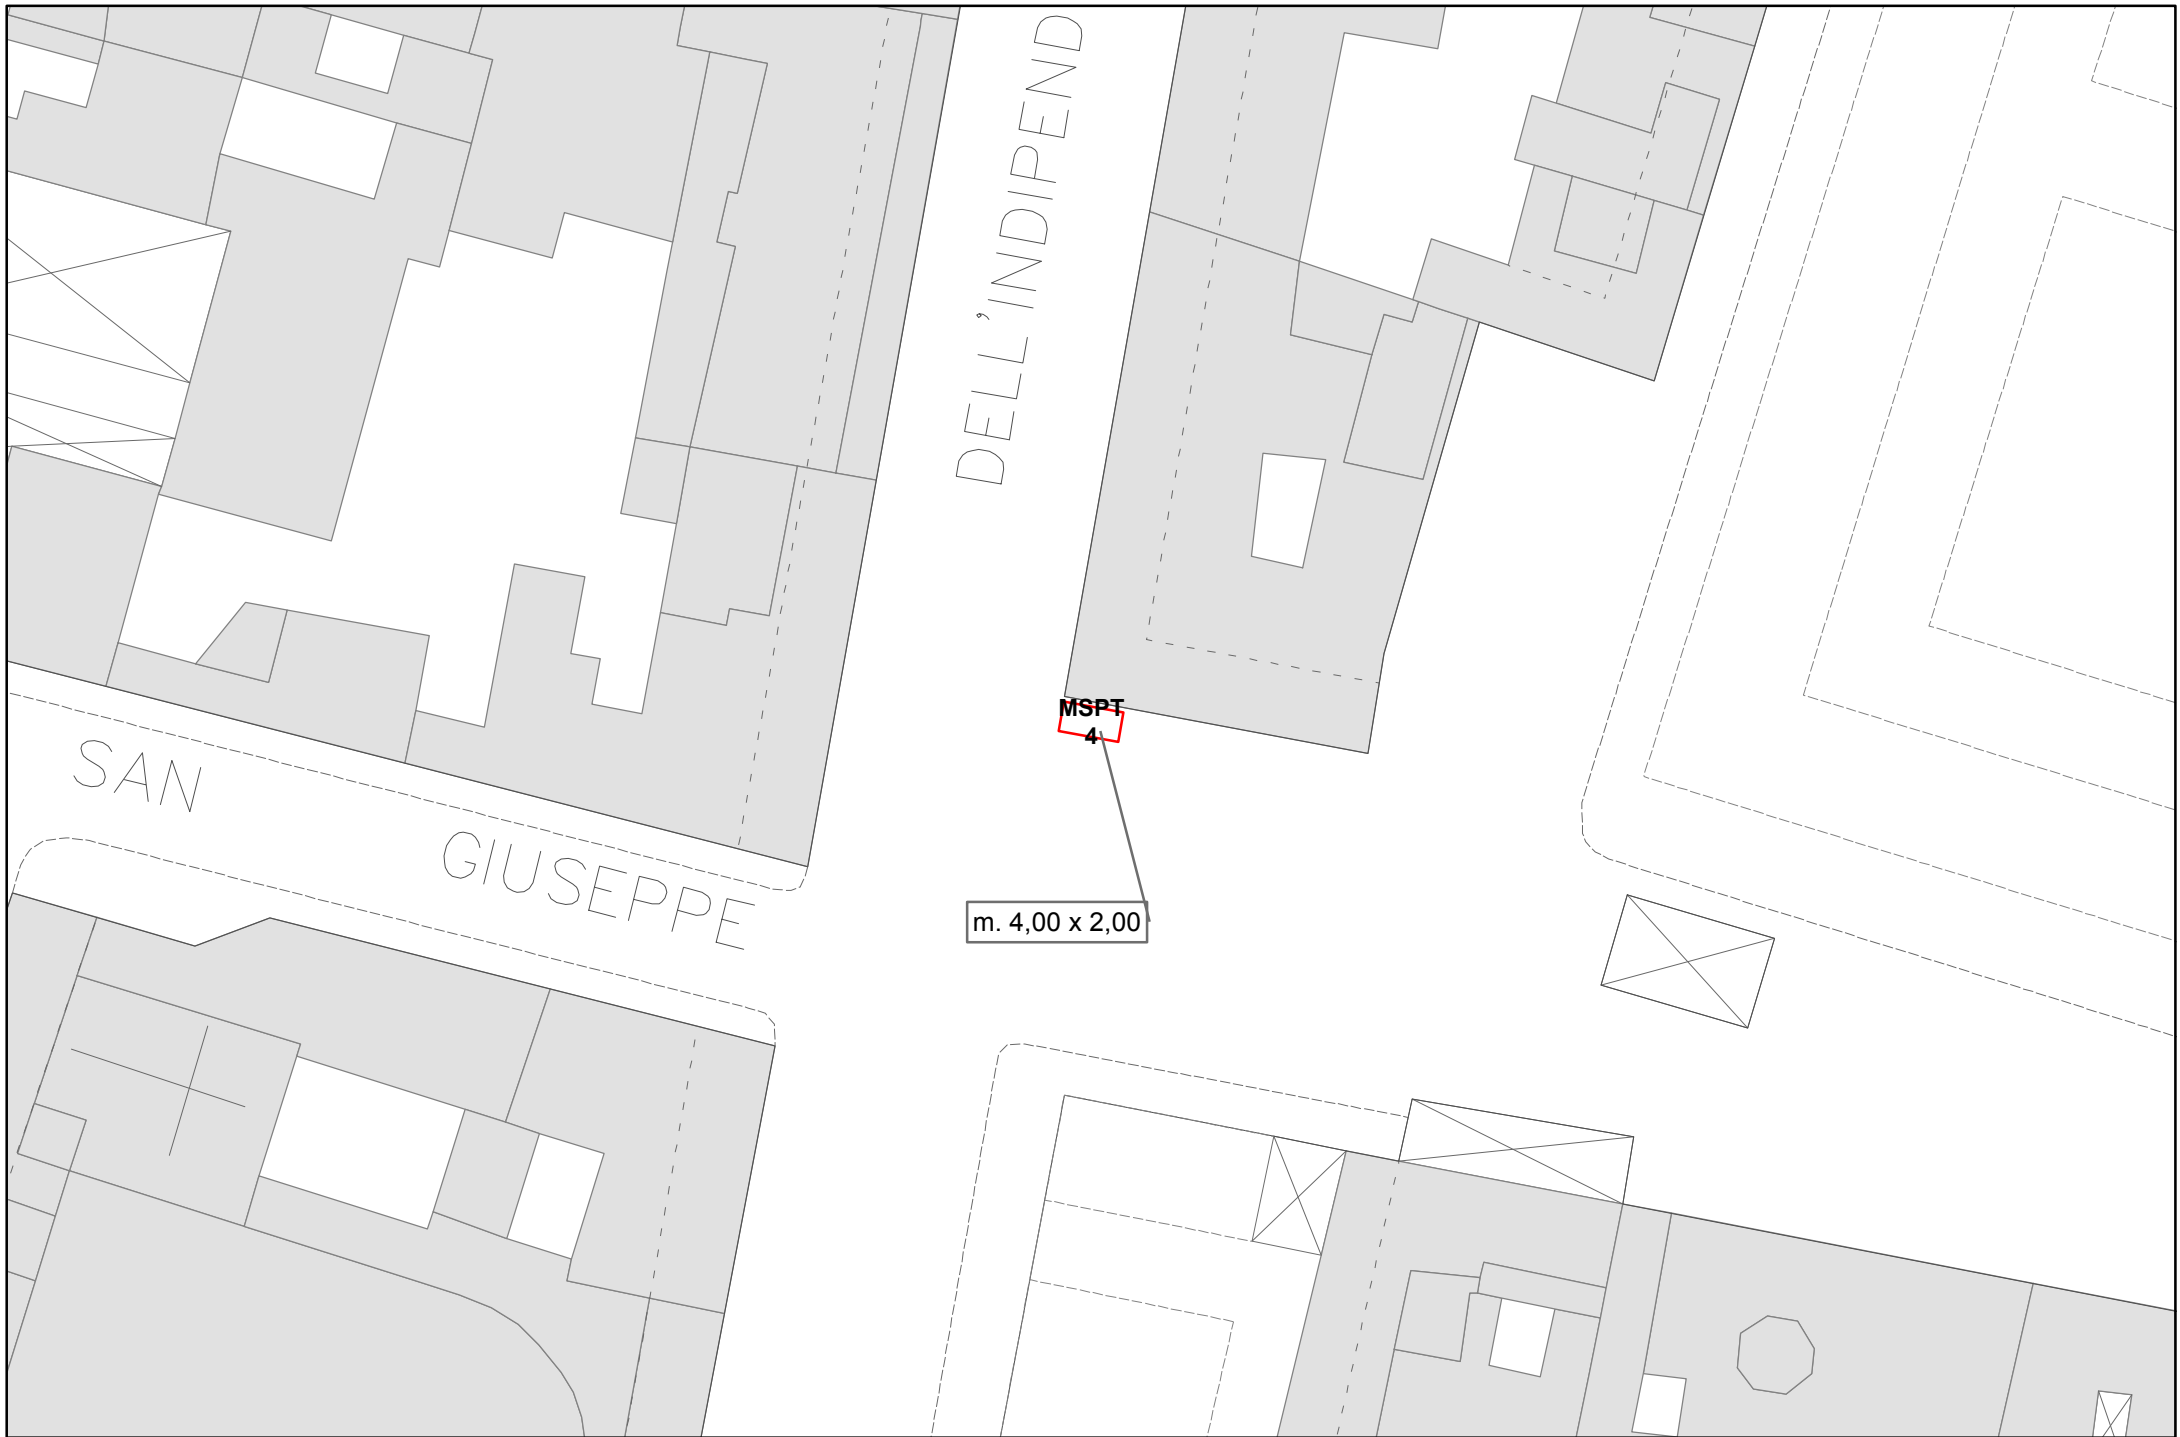 DELL'INDIPEND
MSPT
4
SAN
GIUSEPPE
m. 4,00 x 2,00